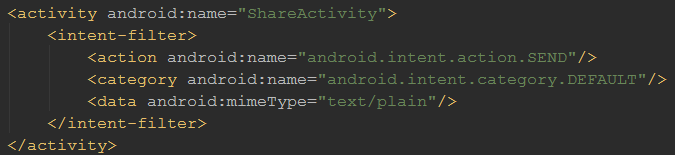 <activity android:name="ShareActivity">
<intent-filter>
<action android:name="android.intent.action.SEND"/>
<category android:name="android.intent.category.DEFAULT"/>
<data android:mimeType="text/plain"/>
</intent-filter>
</activity>